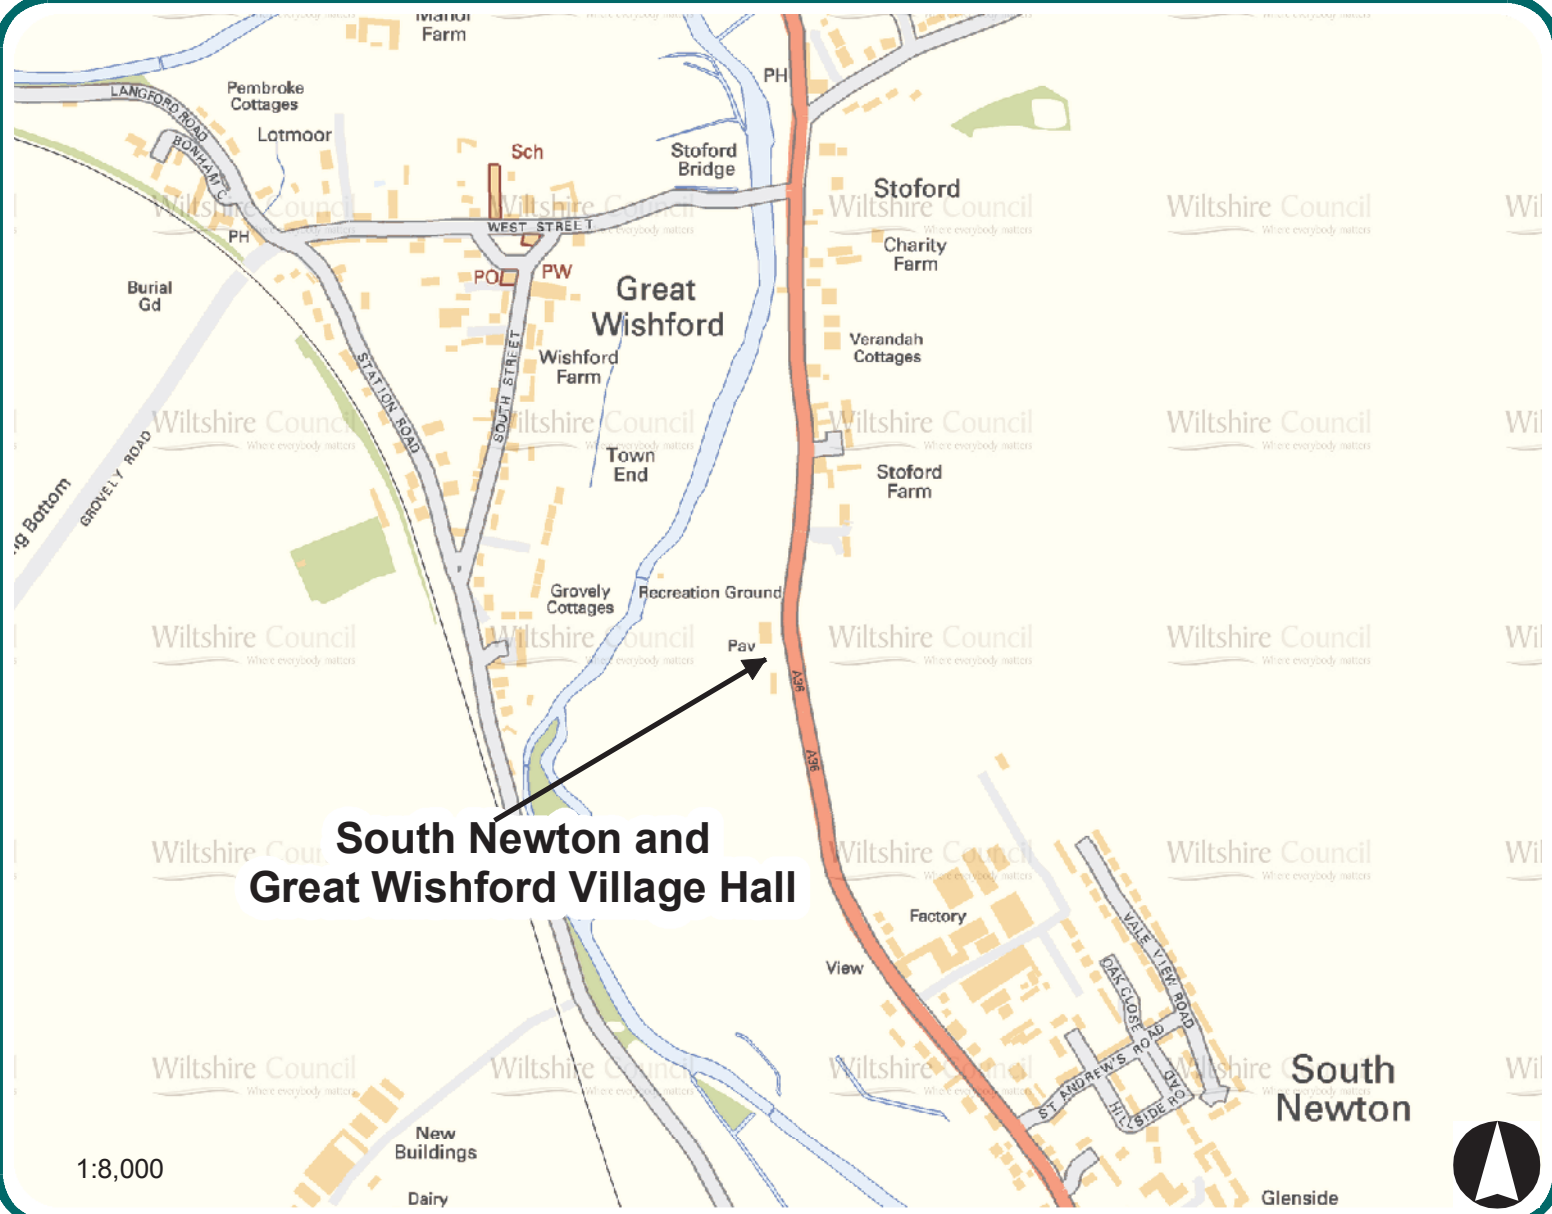 Manor
Farm
PH
LANGFORD ROAD
Pembroke
Cottages
Lotmoor
BONHAM C
Sch
Stoford
Bridge
Stoford
WEST STREET
PH
Charity
Farm
PO
PW
Burial
Gd
Great
Wishford
Verandah
Cottages
Wishford
Farm
STATION ROAD
SOUTH STREET
GROVELY ROAD
Town
End
Stoford
Farm
ng Bottom
Grovely
Cottages
Recreation Ground
Pav
A36
A36
South Newton and
Great Wishford Village Hall
Factory
View
VALE VIEW ROAD
OAK CLOSE
ST ANDREW'S ROAD
HILLSIDE ROAD
South
Newton
New
Buildings
1:8,000
Dairy
Glenside
Wiltshire Council
Where everybody matters